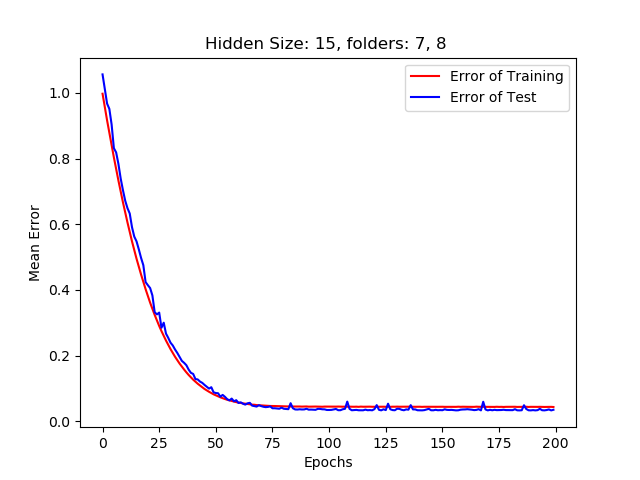 Hidden Size: 15, folders: 7, 8
Error of Training
Error of Test
Mean Error
1.0
0.8
0.6
0.4
0.2
0.0
0 25 50 75 100 125 150 175 200
Epochs